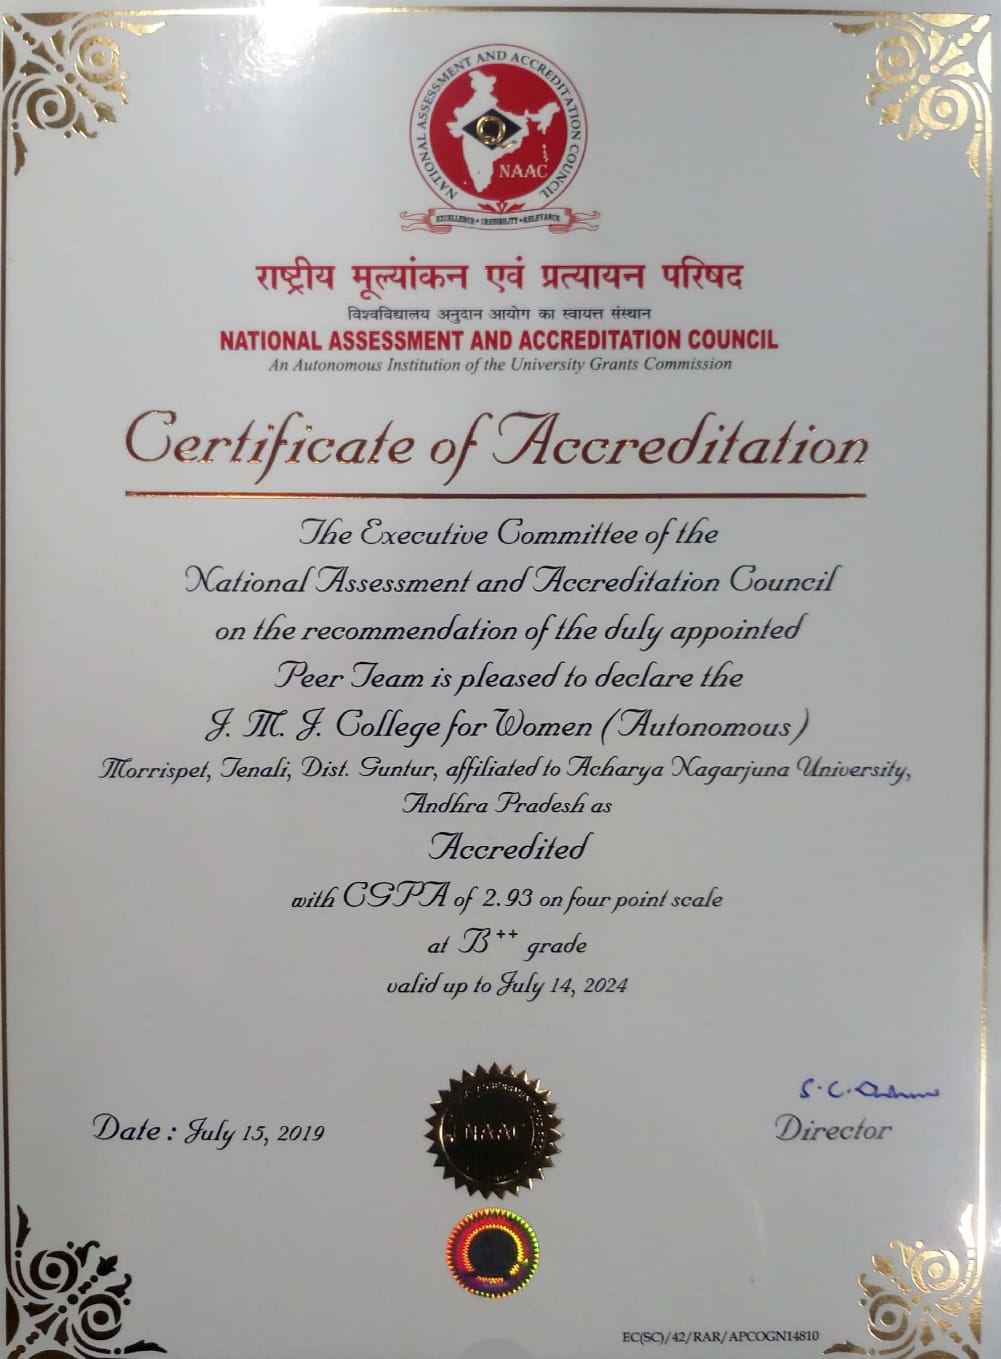 NATIONAL ASSESSMENT AND ACCREDITATION COUNCIL
NAAC
EXCELLENCE • CREDIBILITY • RELEVANCE
राष्ट्रीय मूल्यांकन एवं प्रत्यायन परिषद
विश्वविद्यालय अनुदान आयोग का स्वायत्त संस्थान
NATIONAL ASSESSMENT AND ACCREDITATION COUNCIL
An Autonomous Institution of the University Grants Commission
Certificate of Accreditation
The Executive Committee of the
National Assessment and Accreditation Council
on the recommendation of the duly appointed
Peer Team is pleased to declare the
J. M. J. College for Women (Autonomous)
Morrispet, Tenali, Dist. Guntur, affiliated to Acharya Nagarjuna University,
Andhra Pradesh as
Accredited
with CGPA of 2.93 on four point scale
at B++ grade
valid up to July 14, 2024
S. C.
Date : July 15, 2019
NAAC
Director
EC(SC)/42/RAR/APCOGN14810